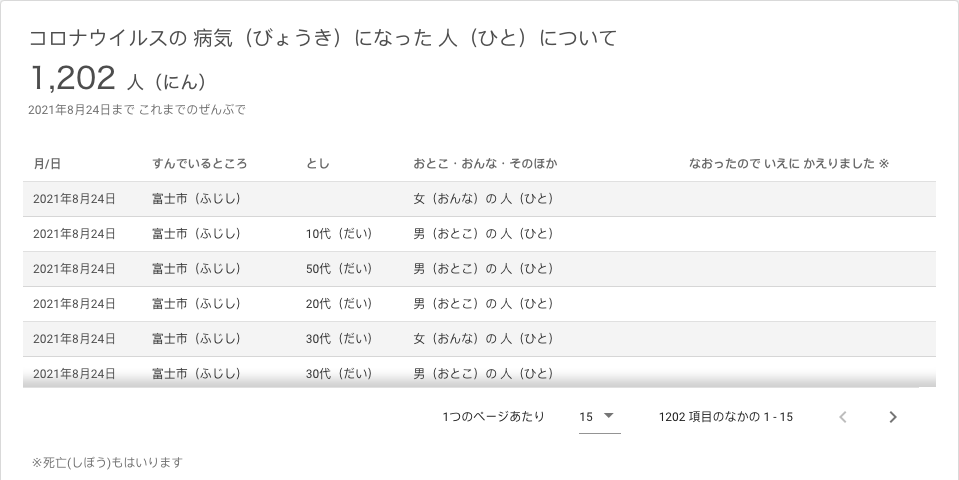 コロナウイルスの 病気（びょうき）になった 人（ひと）について
1,202 人（にん）
2021年8月24日まで これまでのぜんぶで
月/日 すんでいるところ とし おとこ・おんな・そのほか なおったので いえに かえりました ※
2021年8月24日 富士市（ふじし） 女（おんな）の 人（ひと）
2021年8月24日 富士市（ふじし） 10代（だい） 男（おとこ）の 人（ひと）
2021年8月24日 富士市（ふじし） 50代（だい） 男（おとこ）の 人（ひと）
2021年8月24日 富士市（ふじし） 20代（だい） 男（おとこ）の 人（ひと）
2021年8月24日 富士市（ふじし） 30代（だい） 女（おんな）の 人（ひと）
2021年8月24日 富士市（ふじし） 30代（だい） 男（おとこ）の 人（ひと）
1つのページあたり 15 1202 項目のなかの 1 - 15
※死亡(しぼう)もはいります